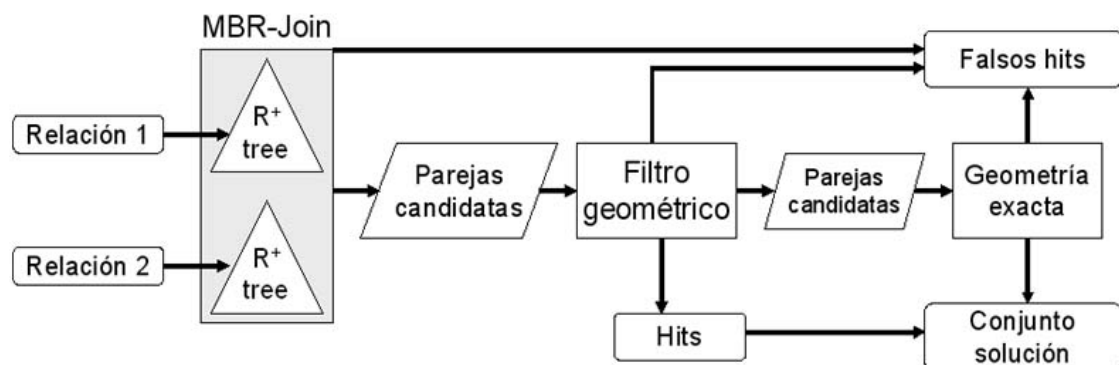 MBR-Join
Relación 1
R+
tree
Relación 2
R+
tree
Parejas
candidatas
Filtro
geométrico
Parejas
candidatas
Geometría
exacta
Falsos hits
Hits
Conjunto
solución